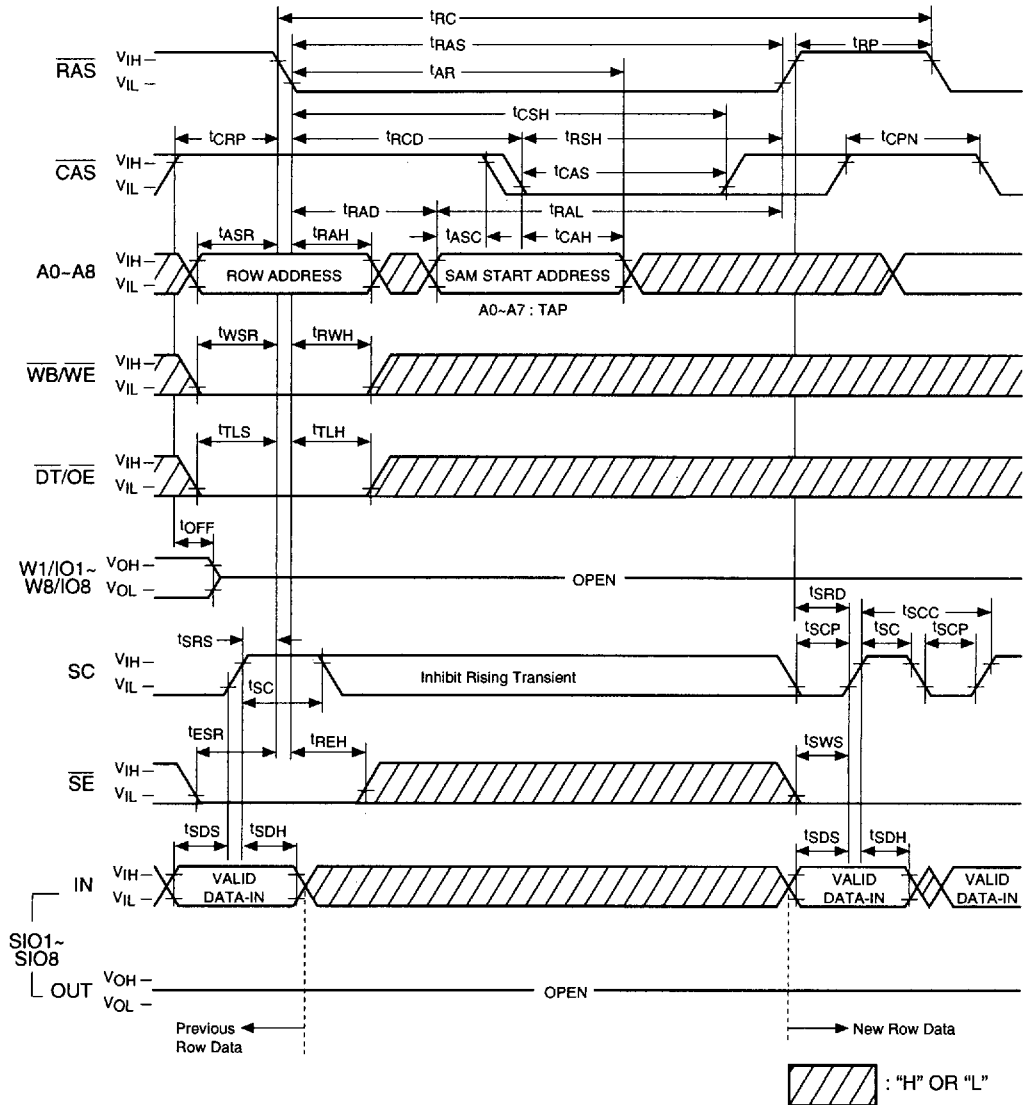 tRC
tRAS
tRP
tAR
RAS
VIH
VIL
tCSH
tCRP
tRCD
tRSH
tCPN
CAS
VIH
VIL
tCAS
tRAD
tRAL
tASR
tRAH
tASC
tCAH
A0~A8
VIH
VIL
ROW ADDRESS
SAM START ADDRESS
A0~A7 : TAP
tWSR
tRWH
WB/WE
VIH
VIL
tTLS
tTLH
DT/OE
VIH
VIL
tOFF
W1/IO1~
W8/IO8
VOH
VOL
OPEN
tSRD
tSCC
tSRS
tSCP
tSC
tSCP
SC
VIH
VIL
tSC
Inhibit Rising Transient
tESR
tREH
tSWS
SE
VIH
VIL
tSDS
tSDH
tSDS
tSDH
IN
VIH
VIL
VALID
DATA-IN
VALID
DATA-IN
VALID
DATA-IN
SIO1~
SIO8
OUT
VOH
VOL
OPEN
Previous
Row Data
New Row Data
: "H" OR "L"